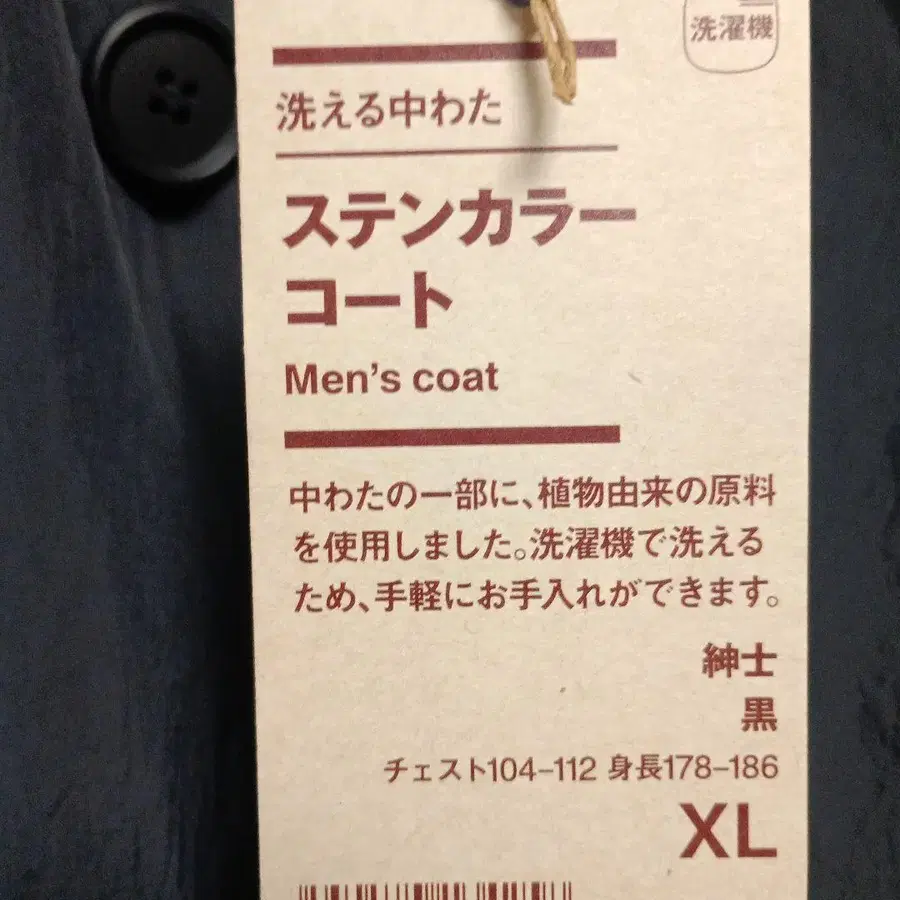 洗濯機
洗える中わた
ステンカラー
コート
Men's coat
中わたの一部に、植物由来の原料
を使用しました。洗濯機で洗える
ため、手軽にお手入れができます。
紳士
黒
チェスト104–112 身長178–186
XL